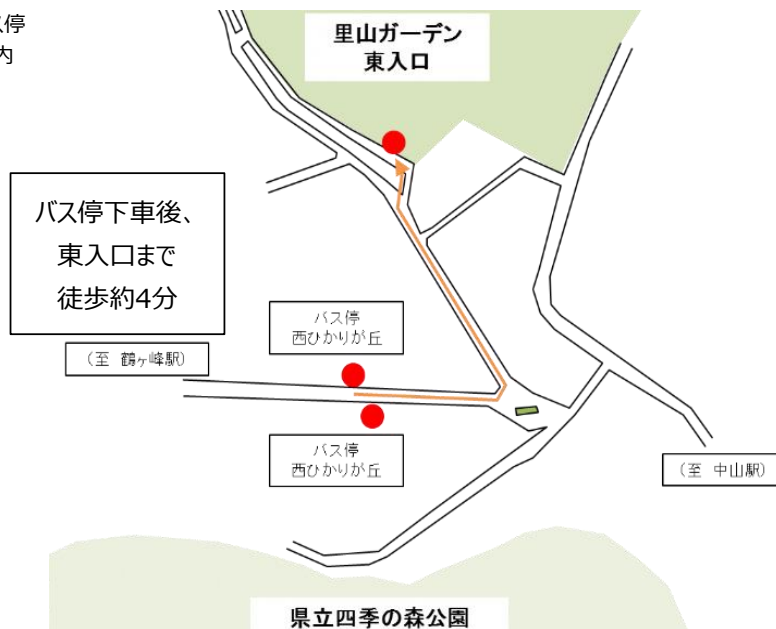 ス停
内
里山ガーデン
東入口
バス停下車後、
東入口まで
徒歩約4分
バス停
西ひかりが丘
（至 鶴ヶ峰駅）
バス停
西ひかりが丘
（至 中山駅）
県立四季の森公園